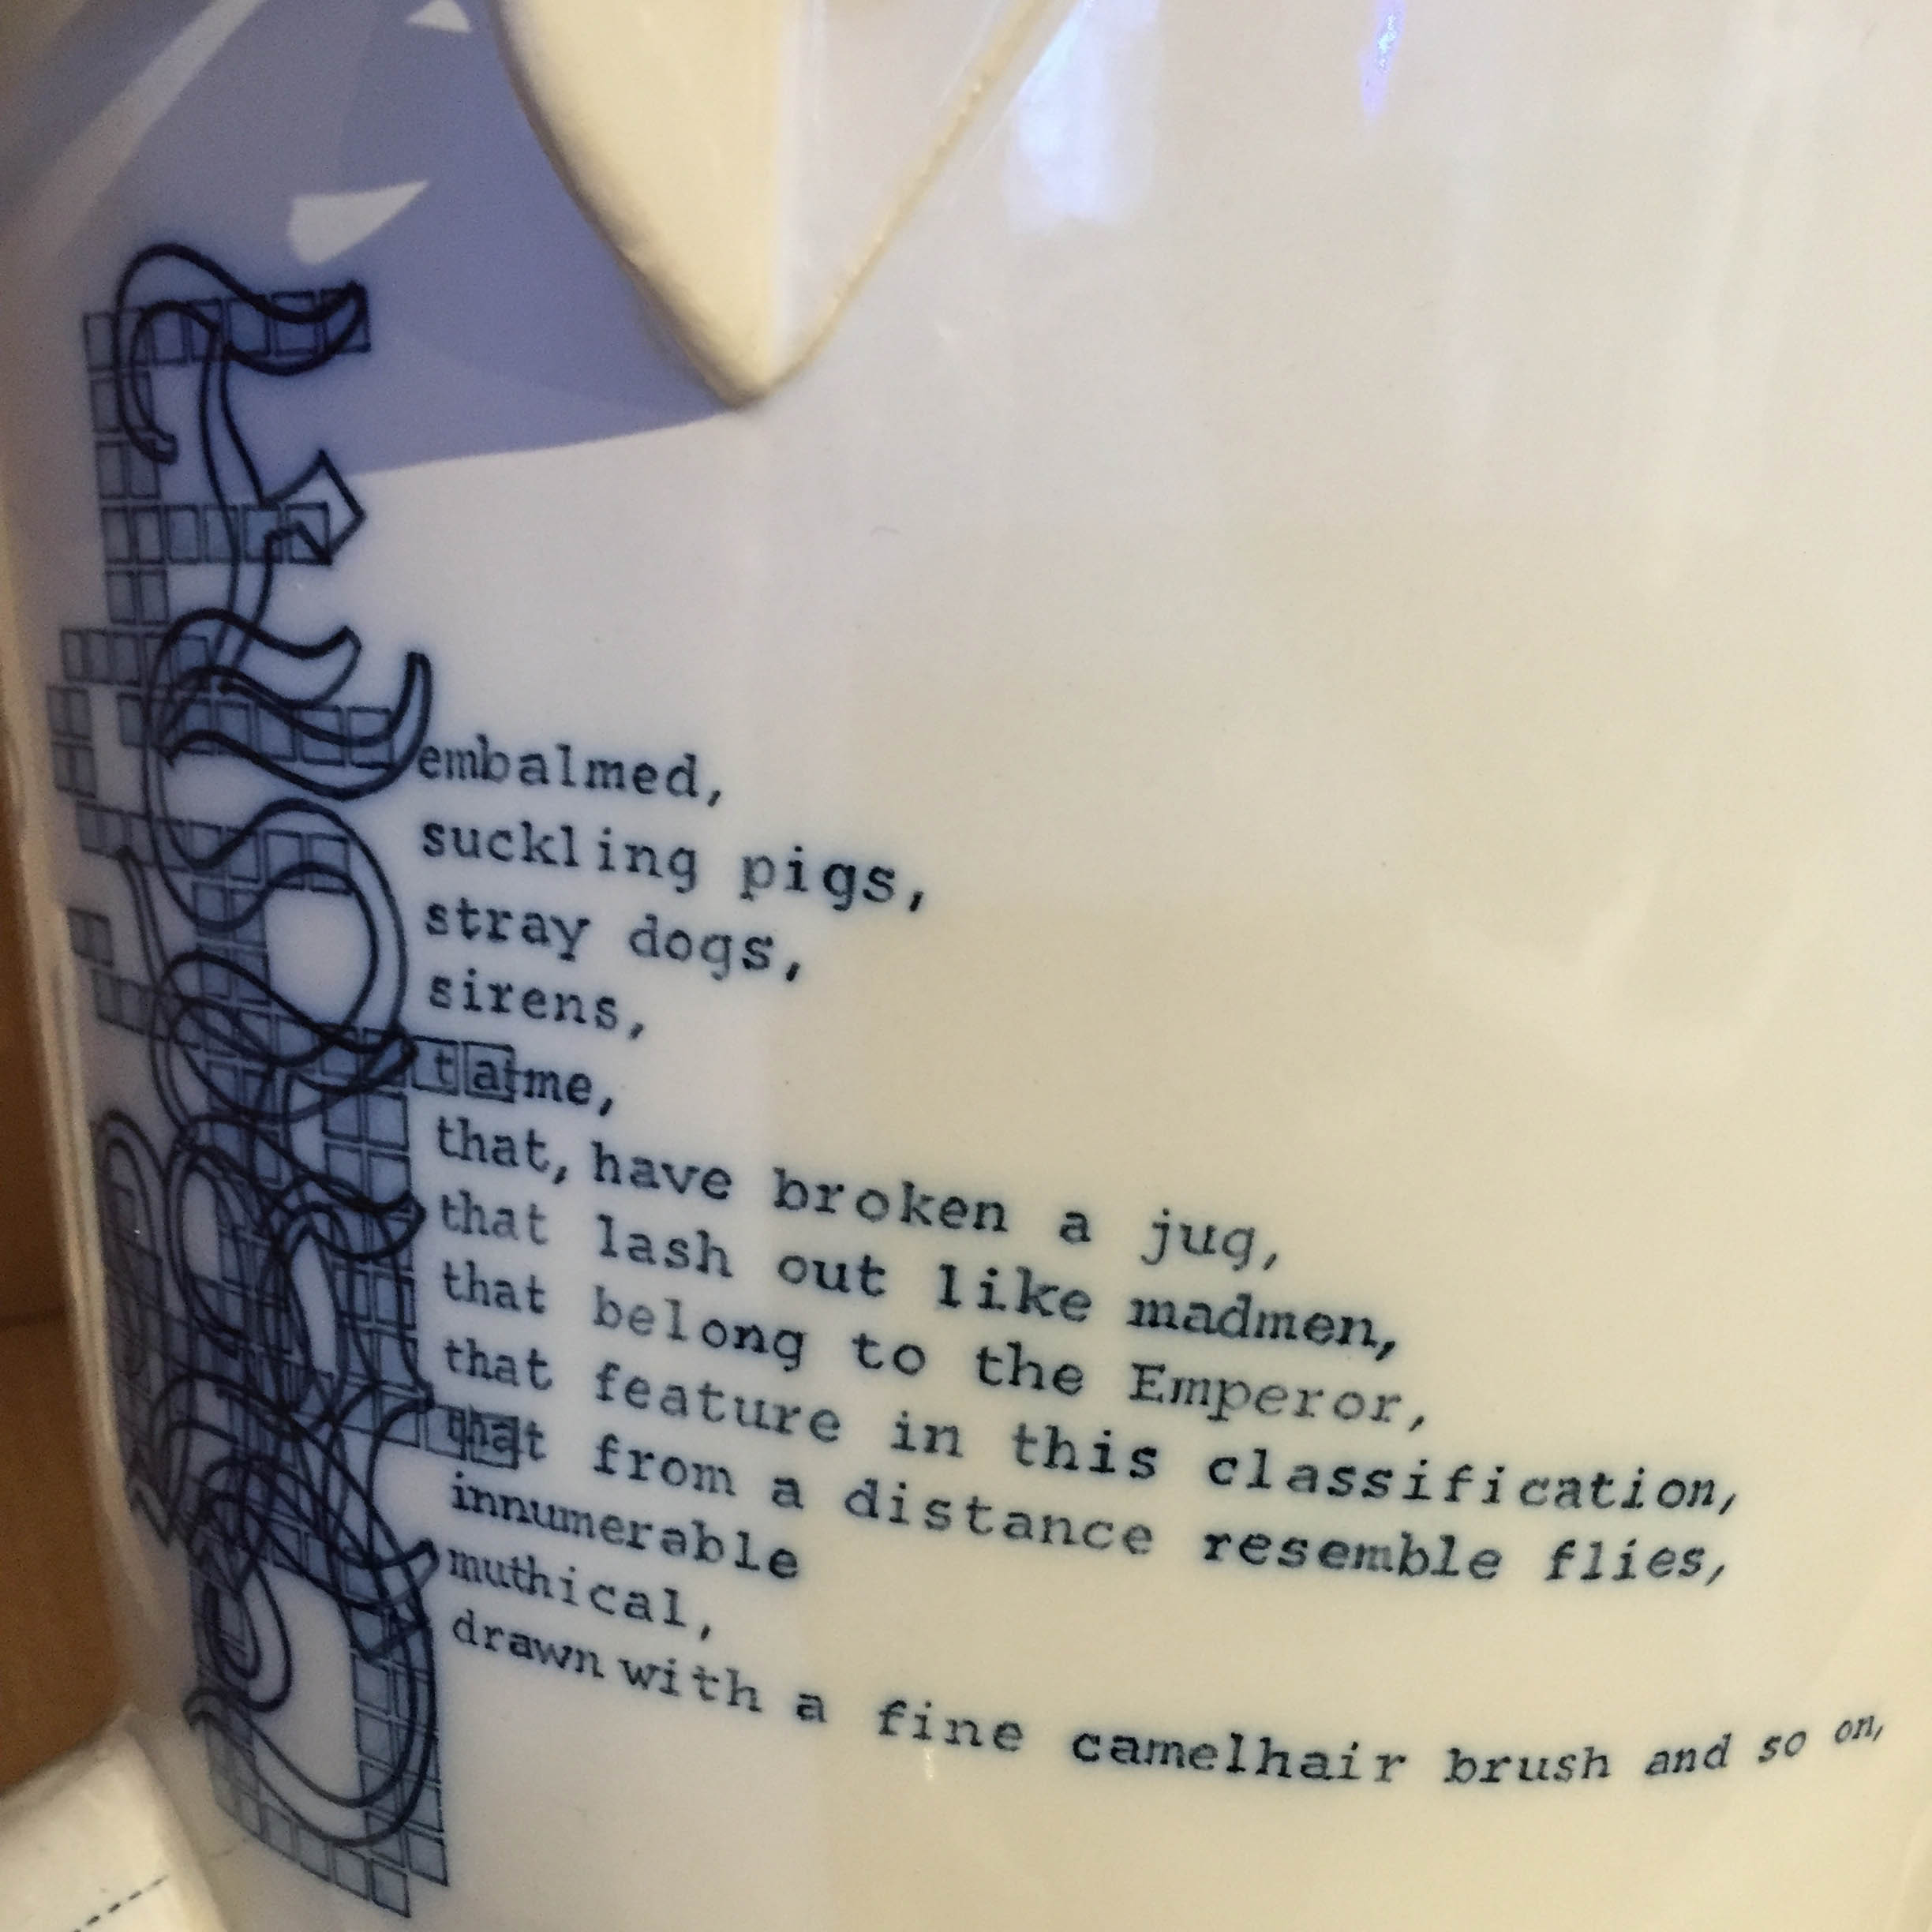 embalmed,
suckling pigs,
stray dogs,
sirens,
tame,
that, have broken a jug,
that lash out like madmen,
that belong to the Emperor,
that feature in this classification,
that from a distance resemble flies,
innumerable
muthical,
drawn with a fine camelhair brush and so on,